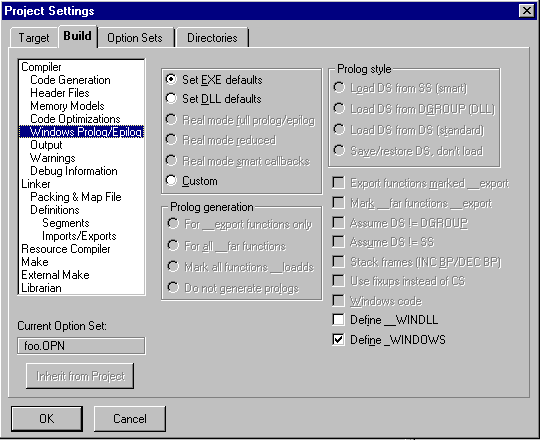 Project Settings
Target
Build
Option Sets
Directories
Compiler
Code Generation
Header Files
Memory Models
Code Optimizations
Windows Prolog/Epilog
Output
Warnings
Debug Information
Linker
Packing & Map File
Definitions
Segments
Imports/Exports
Resource Compiler
Make
External Make
Librarian
Current Option Set:
foo.OPN
Inherit from Project
Set EXE defaults
Set DLL defaults
Real mode full prolog/epilog
Real mode reduced
Real mode smart callbacks
Custom
Prolog generation
For __export functions only
For all __far functions
Mark all functions __loadds
Do not generate prologs
Prolog style
Load DS from SS (smart)
Load DS from DGROUP (DLL)
Load DS from DS (standard)
Save/restore DS, don't load
Export functions marked __export
Mark __far functions __export
Assume DS != DGROUP
Assume DS != SS
Stack frames (INC BP/DEC BP)
Use fixups instead of CS
Windows code
Define __WINDLL
Define _WINDOWS
OK
Cancel